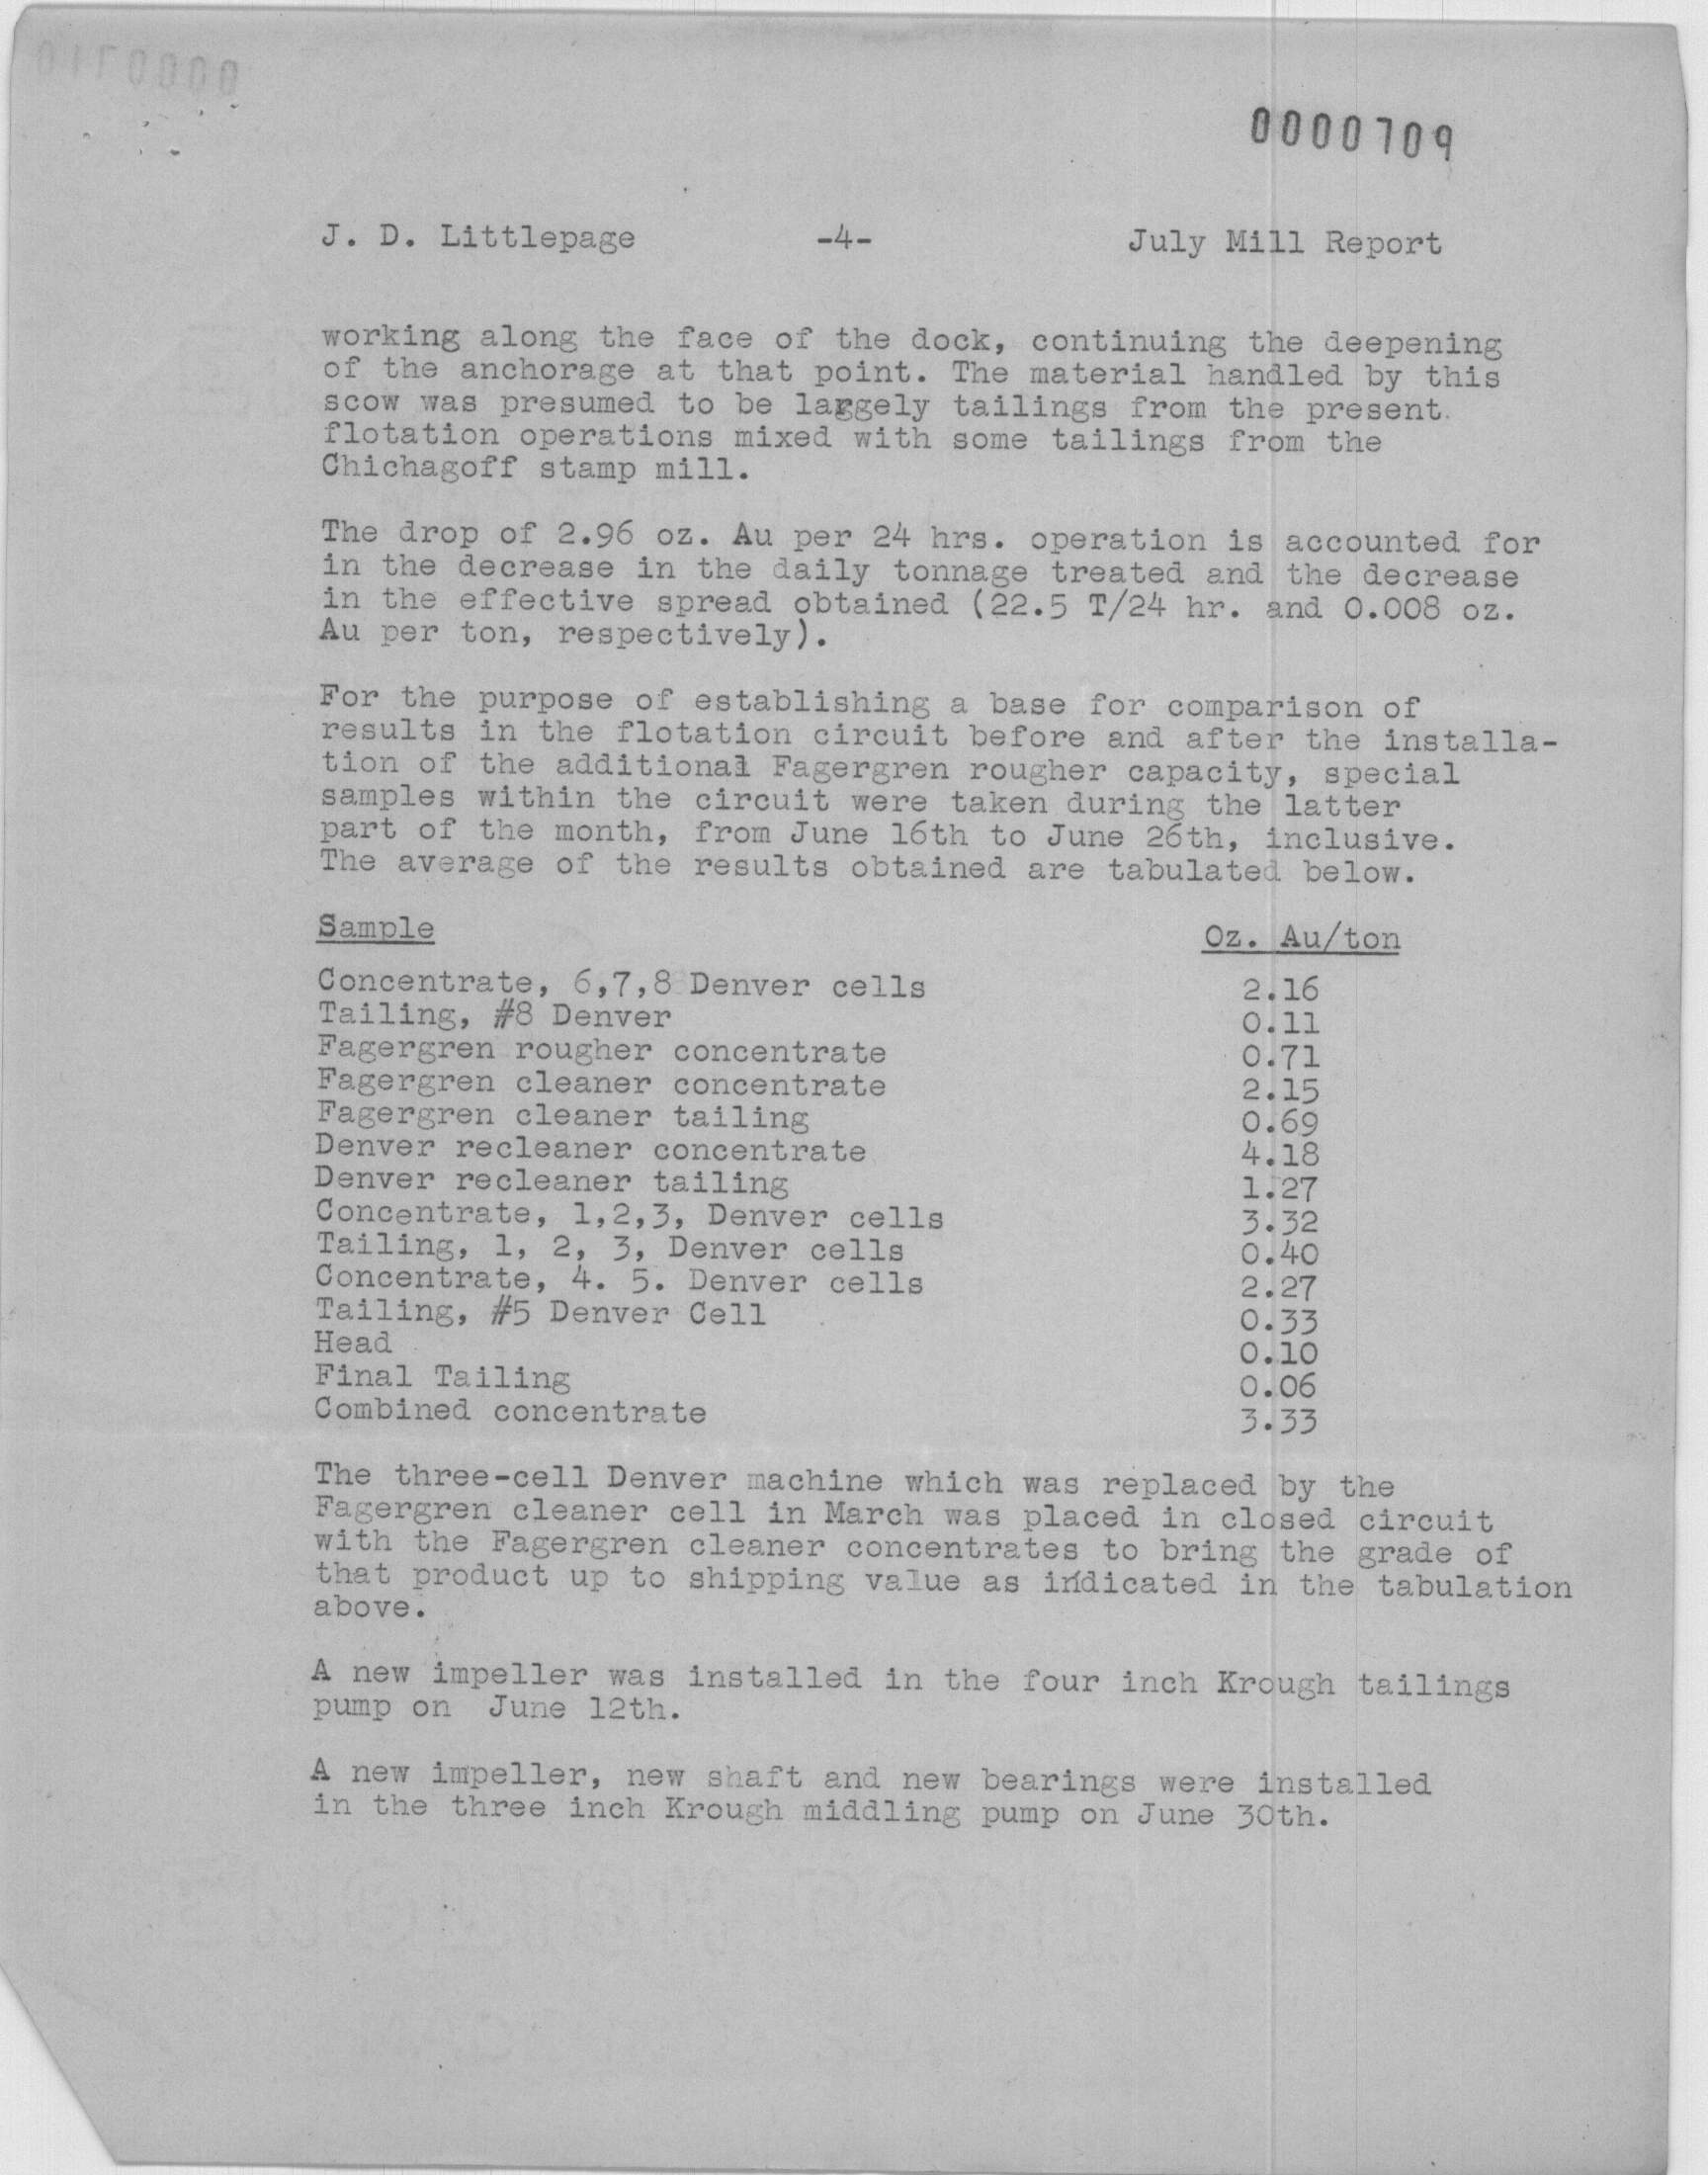 0000709
J. D. Littlepage -4- July Mill Report
working along the face of the dock, continuing the deepening
of the anchorage at that point. The material handled by this
scow was presumed to be largely tailings from the present.
flotation operations mixed with some tailings from the
Chichagoff stamp mill.
The drop of 2.96 oz. Au per 24 hrs. operation is accounted for
in the decrease in the daily tonnage treated and the decrease
in the effective spread obtained (22.5 T/24 hr. and 0.008 oz.
Au per ton, respectively).
For the purpose of establishing a base for comparison of
results in the flotation circuit before and after the installa-
tion of the additional Fagergren rougher capacity, special
samples within the circuit were taken during the latter
part of the month, from June 16th to June 26th, inclusive.
The average of the results obtained are tabulated below.
Sample Oz. Au/ton
Concentrate, 6,7,8 Denver cells 2.16
Tailing, #8 Denver 0.11
Fagergren rougher concentrate 0.71
Fagergren cleaner concentrate 2.15
Fagergren cleaner tailing 0.69
Denver recleaner concentrate 4.18
Denver recleaner tailing 1.27
Concentrate, 1,2,3, Denver cells 3.32
Tailing, 1, 2, 3, Denver cells 0.40
Concentrate, 4. 5. Denver cells 2.27
Tailing, #5 Denver Cell 0.33
Head 0.10
Final Tailing 0.06
Combined concentrate 3.33
The three-cell Denver machine which was replaced by the
Fagergren cleaner cell in March was placed in closed circuit
with the Fagergren cleaner concentrates to bring the grade of
that product up to shipping value as indicated in the tabulation
above.
A new impeller was installed in the four inch Krough tailings
pump on June 12th.
A new impeller, new shaft and new bearings were installed
in the three inch Krough middling pump on June 30th.